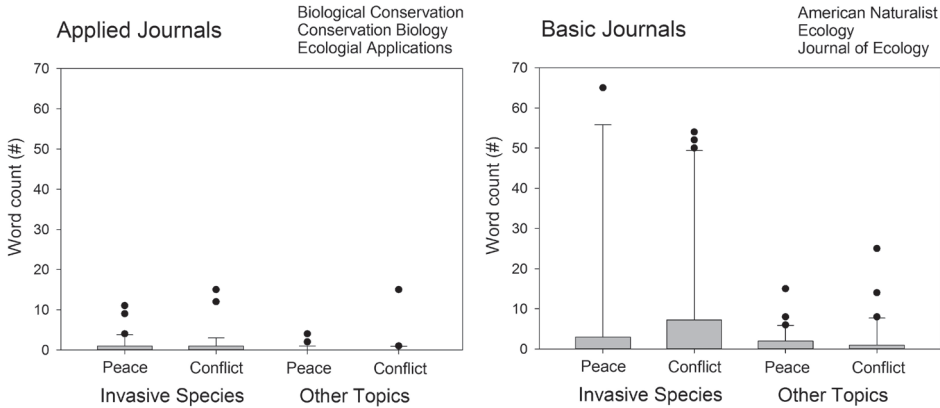 Applied Journals
Biological Conservation
Conservation Biology
Ecologial Applications
Word count (#)
70
60
50
40
30
20
10
0
Peace
Conflict
Peace
Conflict
Invasive Species
Other Topics
Basic Journals
American Naturalist
Ecology
Journal of Ecology
Word count (#)
70
60
50
40
30
20
10
0
Peace
Conflict
Peace
Conflict
Invasive Species
Other Topics